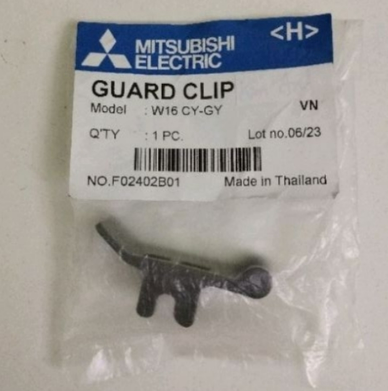 <H>
MITSUBISHI
ELECTRIC
GUARD CLIP
Model : W16 CY-GY VN
Q'TY : 1 PC. Lot no.06/23
NO.F02402B01 Made in Thailand